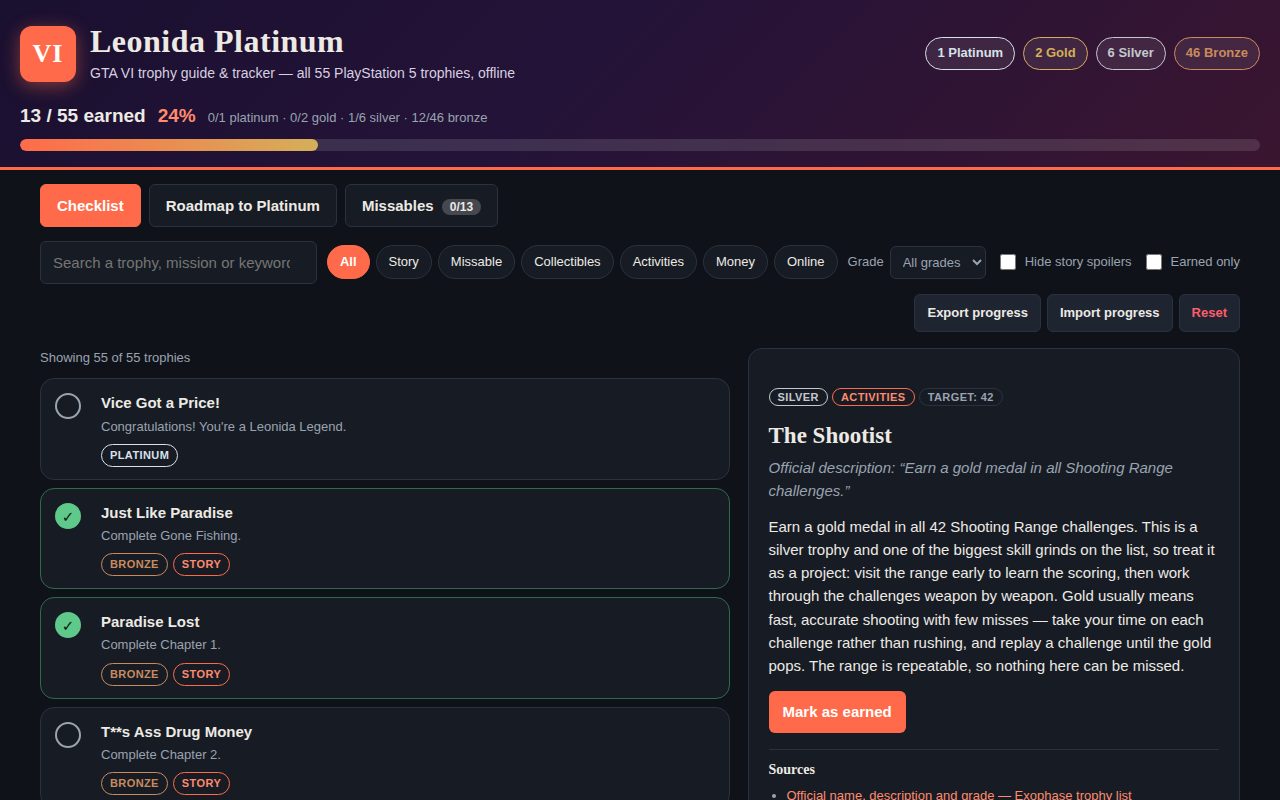 VI
Leonida Platinum
GTA VI trophy guide & tracker — all 55 PlayStation 5 trophies, offline
1 Platinum
2 Gold
6 Silver
46 Bronze
13 / 55 earned 24% 0/1 platinum · 0/2 gold · 1/6 silver · 12/46 bronze
Checklist
Roadmap to Platinum
Missables 0/13
Search a trophy, mission or keyword
All
Story
Missable
Collectibles
Activities
Money
Online
Grade
All grades
Hide story spoilers
Earned only
Export progress
Import progress
Reset
Showing 55 of 55 trophies
Vice Got a Price!
Congratulations! You're a Leonida Legend.
PLATINUM
✓
Just Like Paradise
Complete Gone Fishing.
BRONZE STORY
✓
Paradise Lost
Complete Chapter 1.
BRONZE STORY
T**s Ass Drug Money
Complete Chapter 2.
BRONZE STORY
SILVER ACTIVITIES TARGET: 42
The Shootist
Official description: “Earn a gold medal in all Shooting Range
challenges.”
Earn a gold medal in all 42 Shooting Range challenges. This is a
silver trophy and one of the biggest skill grinds on the list, so treat it
as a project: visit the range early to learn the scoring, then work
through the challenges weapon by weapon. Gold usually means
fast, accurate shooting with few misses — take your time on each
challenge rather than rushing, and replay a challenge until the gold
pops. The range is repeatable, so nothing here can be missed.
Mark as earned
Sources
• Official name, description and grade — Exophase trophy list